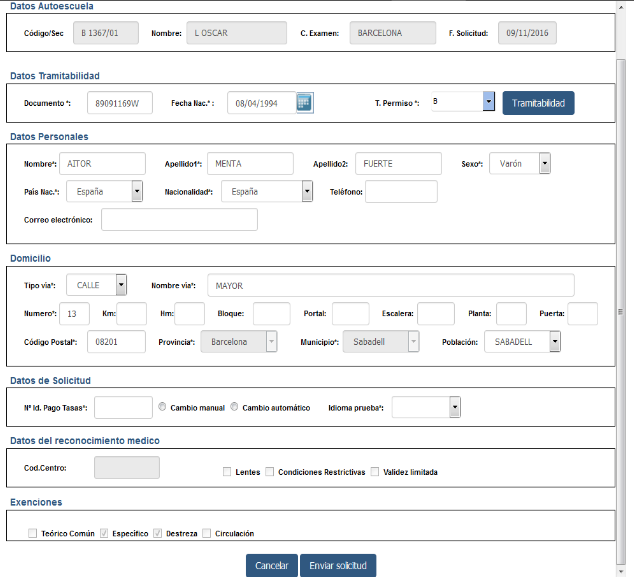 Datos Autoescuela
Código/Sec B 1367/01 Nombre: L OSCAR C. Examen: BARCELONA F. Solicitud: 09/11/2016
Datos Tramitabilidad
Documento *: 89091169W Fecha Nac.* : 08/04/1994 T. Permiso *: B Tramitabilidad
Datos Personales
Nombre*: AITOR Apellido1*: MENTA Apellido2: FUERTE Sexo*: Varón
País Nac.*: España Nacionalidad*: España Teléfono:
Correo electrónico:
Domicilio
Tipo vía*: CALLE Nombre vía*: MAYOR
Numero*: 13 Km: Hm: Bloque: Portal: Escalera: Planta: Puerta:
Código Postal*: 08201 Provincia*: Barcelona Municipio*: Sabadell Población: SABADELL
Datos de Solicitud
Nº Id. Pago Tasas*: Cambio manual Cambio automático Idioma prueba*:
Datos del reconocimiento medico
Cod.Centro: Lentes Condiciones Restrictivas Validez limitada
Exenciones
Teórico Común Específico Destreza Circulación
Cancelar Enviar solicitud